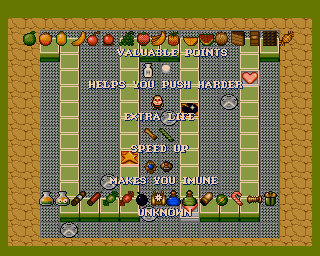 VALUABLE POINTS
HELPS YOU PUSH HARDER
EXTRA LIFE
SPEED UP
MAKES YOU IMUNE
UNKNOWN